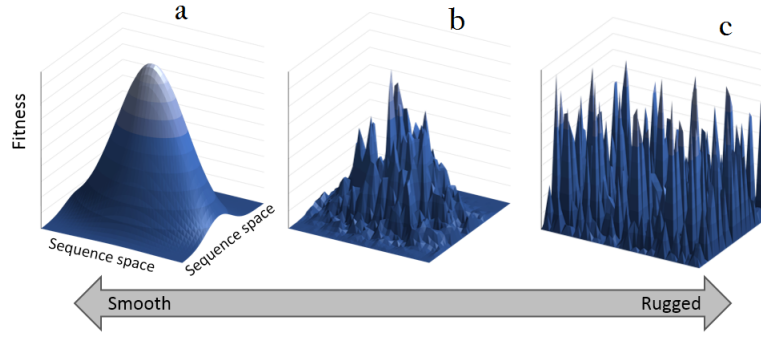 a
b
c
Fitness
Sequence space
Sequence space
Smooth
Rugged